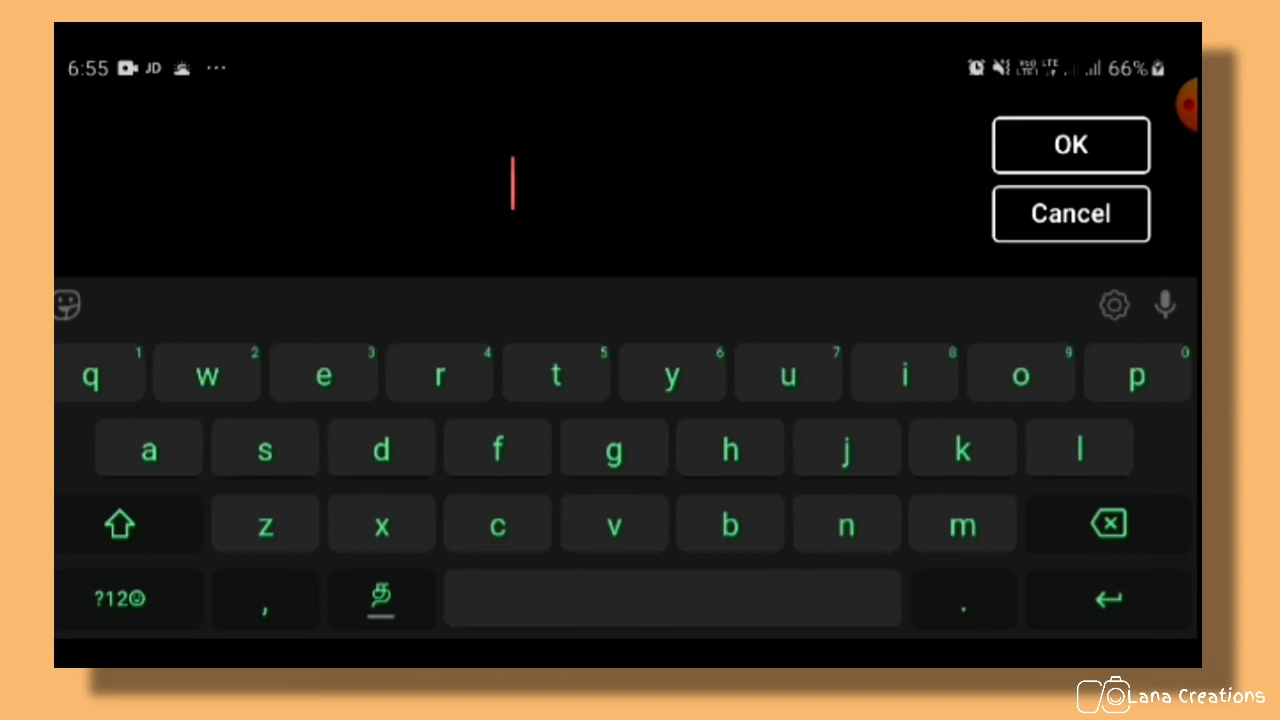 6:55 JD ... 66%
OK
Cancel
1 2 3 4 5 6 7 8 9 0
q w e r t y u i o p
a s d f g h j k l
z x c v b n m
?12☺ , த .
Lana Creations